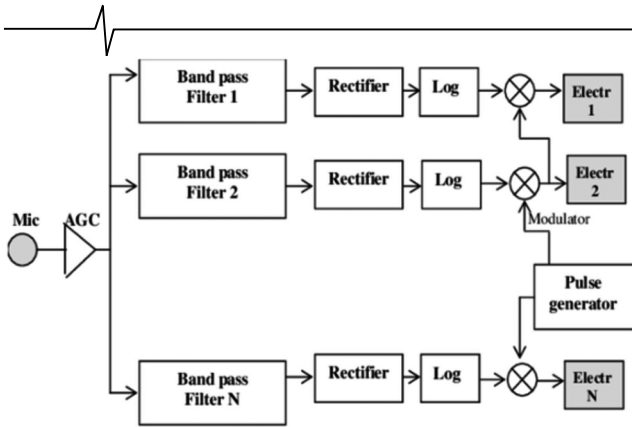 Band pass
Filter 1
Rectifier
Log
Electr
1
Band pass
Filter 2
Rectifier
Log
Electr
2
Mic
AGC
Modulator
Pulse
generator
Band pass
Filter N
Rectifier
Log
Electr
N